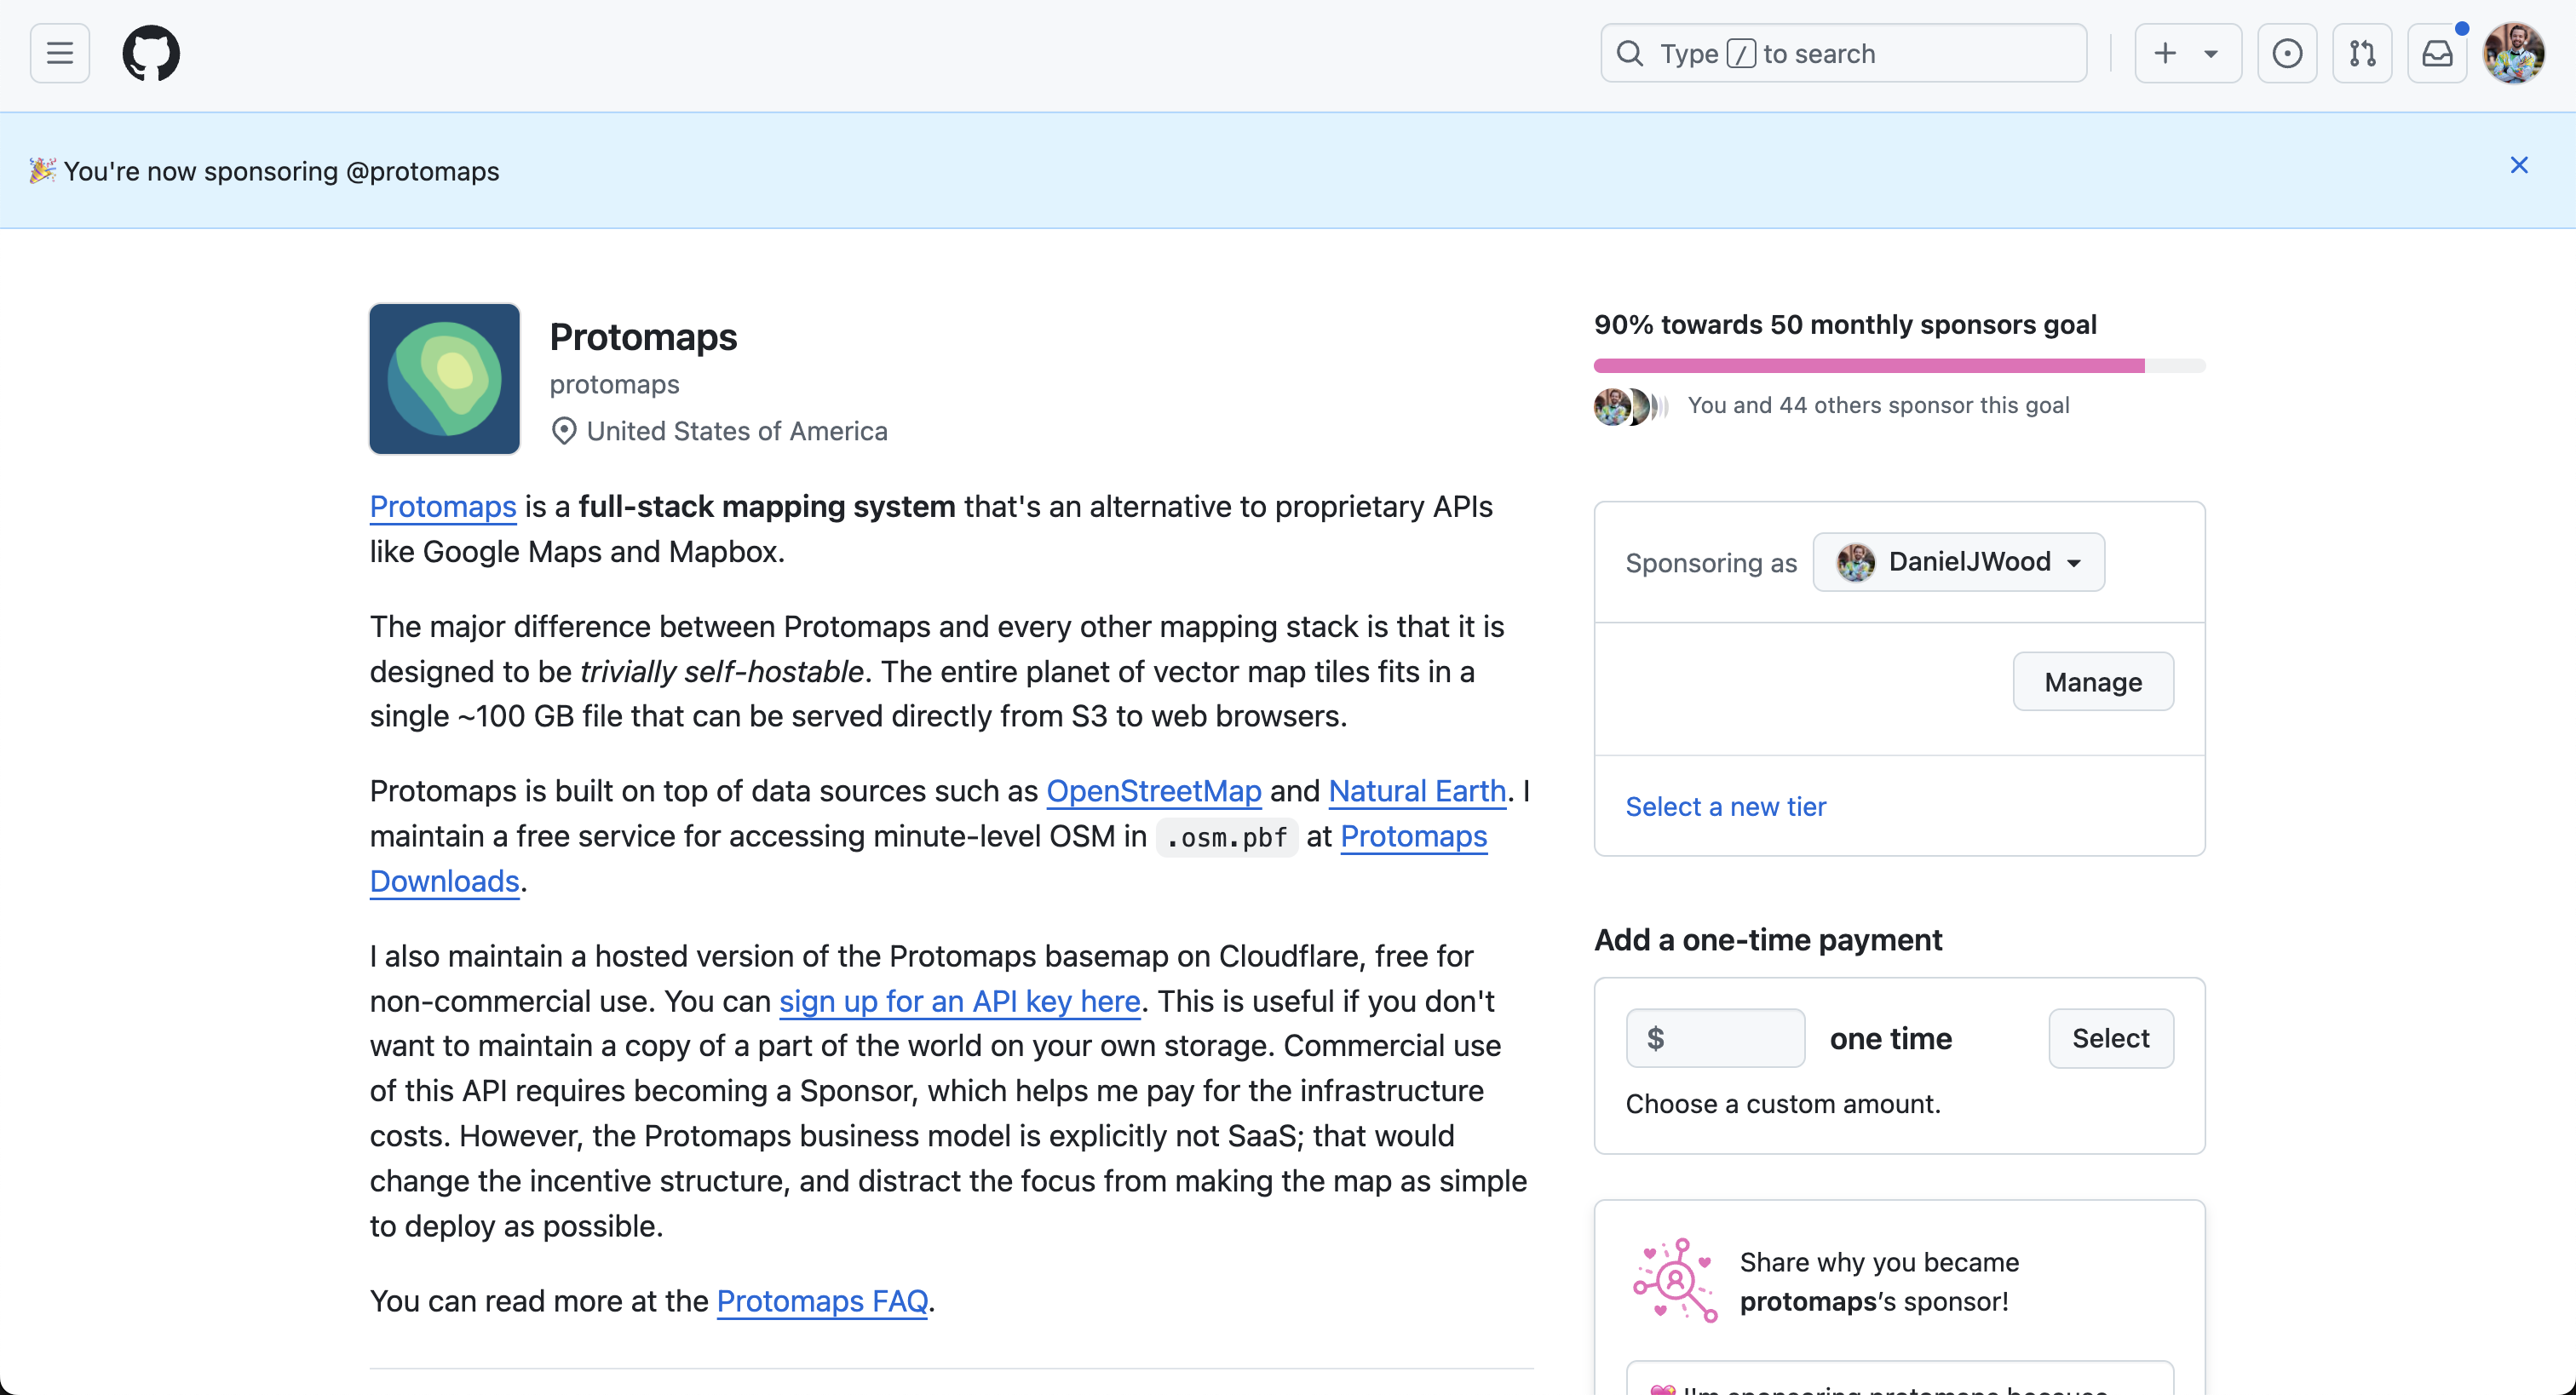 Type / to search
🎉 You're now sponsoring @protomaps
Protomaps
protomaps
United States of America
Protomaps is a full-stack mapping system that's an alternative to proprietary APIs
like Google Maps and Mapbox.
The major difference between Protomaps and every other mapping stack is that it is
designed to be trivially self-hostable. The entire planet of vector map tiles fits in a
single ~100 GB file that can be served directly from S3 to web browsers.
Protomaps is built on top of data sources such as OpenStreetMap and Natural Earth. I
maintain a free service for accessing minute-level OSM in .osm.pbf at Protomaps
Downloads.
I also maintain a hosted version of the Protomaps basemap on Cloudflare, free for
non-commercial use. You can sign up for an API key here. This is useful if you don't
want to maintain a copy of a part of the world on your own storage. Commercial use
of this API requires becoming a Sponsor, which helps me pay for the infrastructure
costs. However, the Protomaps business model is explicitly not SaaS; that would
change the incentive structure, and distract the focus from making the map as simple
to deploy as possible.
You can read more at the Protomaps FAQ.
90% towards 50 monthly sponsors goal
You and 44 others sponsor this goal
Sponsoring as DanielJWood
Manage
Select a new tier
Add a one-time payment
$ one time Select
Choose a custom amount.
Share why you became
protomaps's sponsor!
💖 I'm sponsoring protomaps because